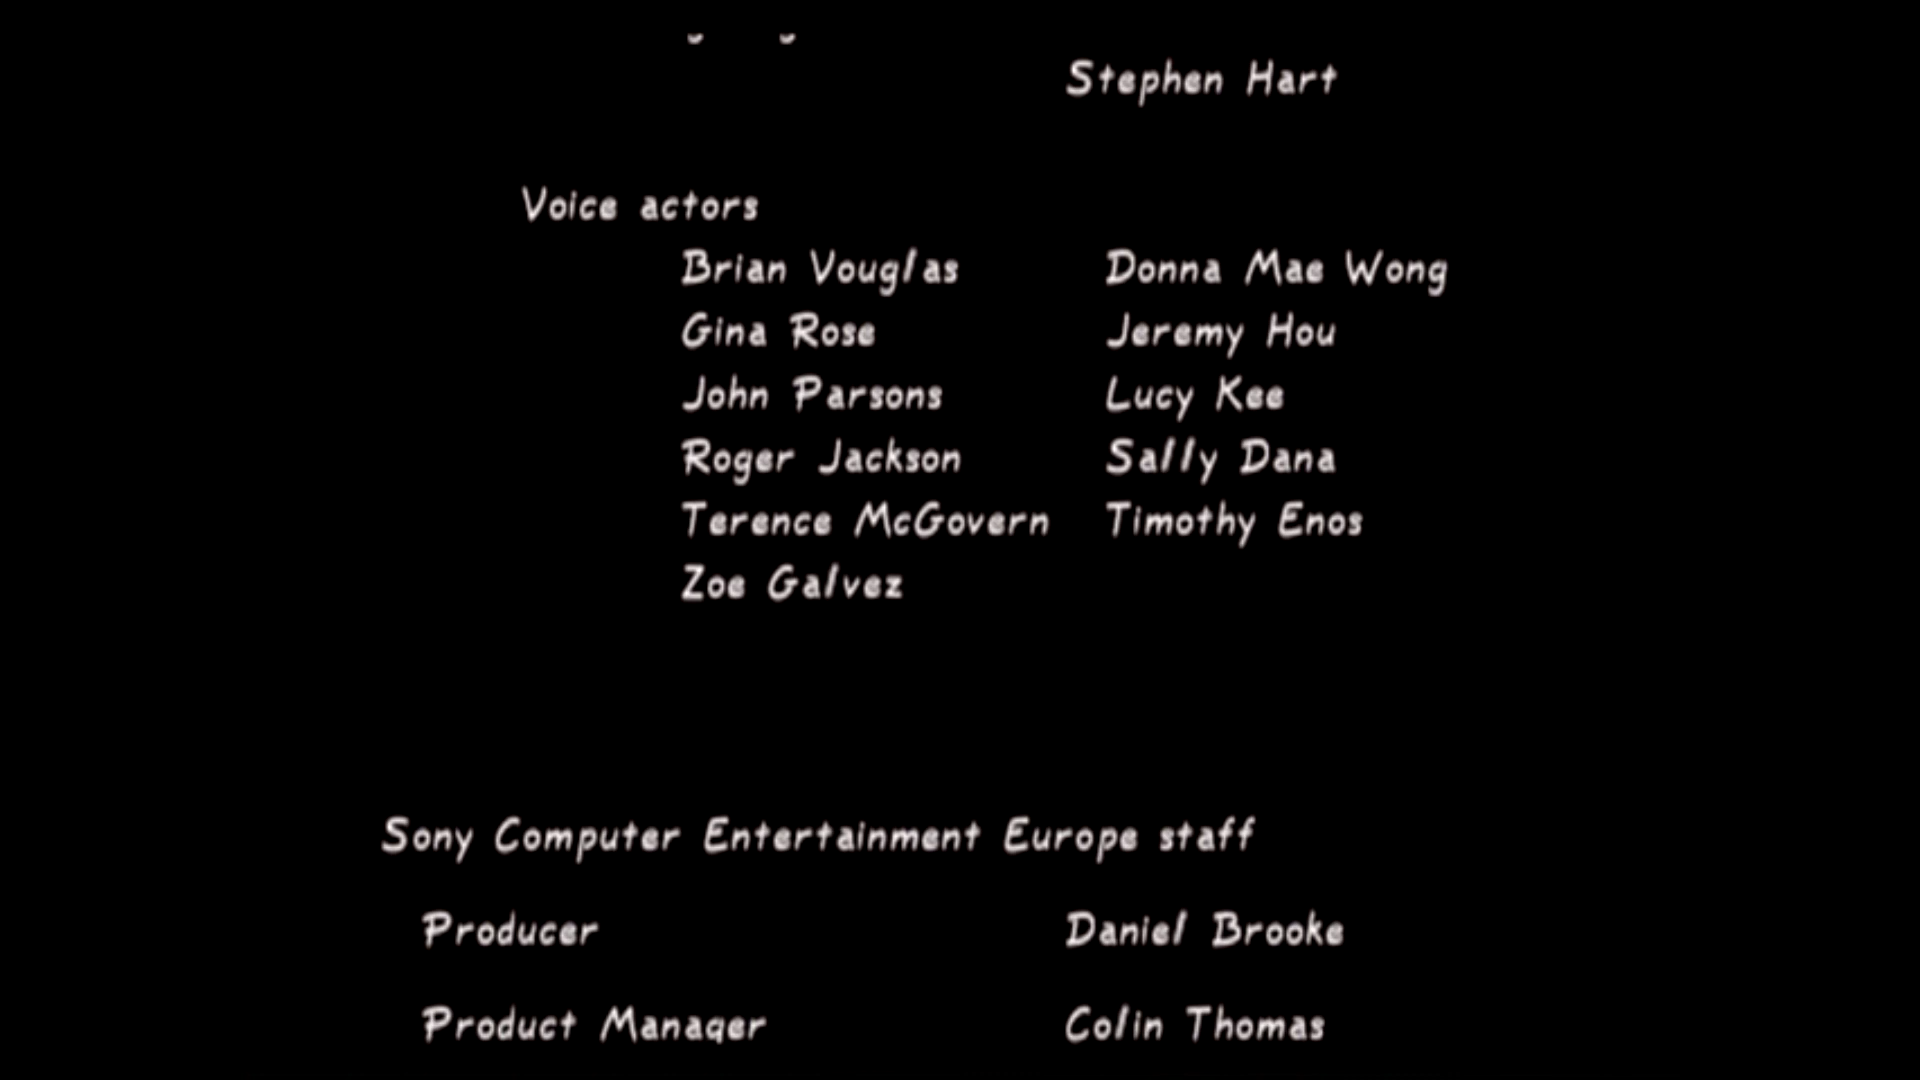 Stephen Hart
Voice actors
Brian Vouglas Donna Mae Wong
Gina Rose Jeremy Hou
John Parsons Lucy Kee
Roger Jackson Sally Dana
Terence McGovern Timothy Enos
Zoe Galvez
Sony Computer Entertainment Europe staff
Producer Daniel Brooke
Product Manager Colin Thomas